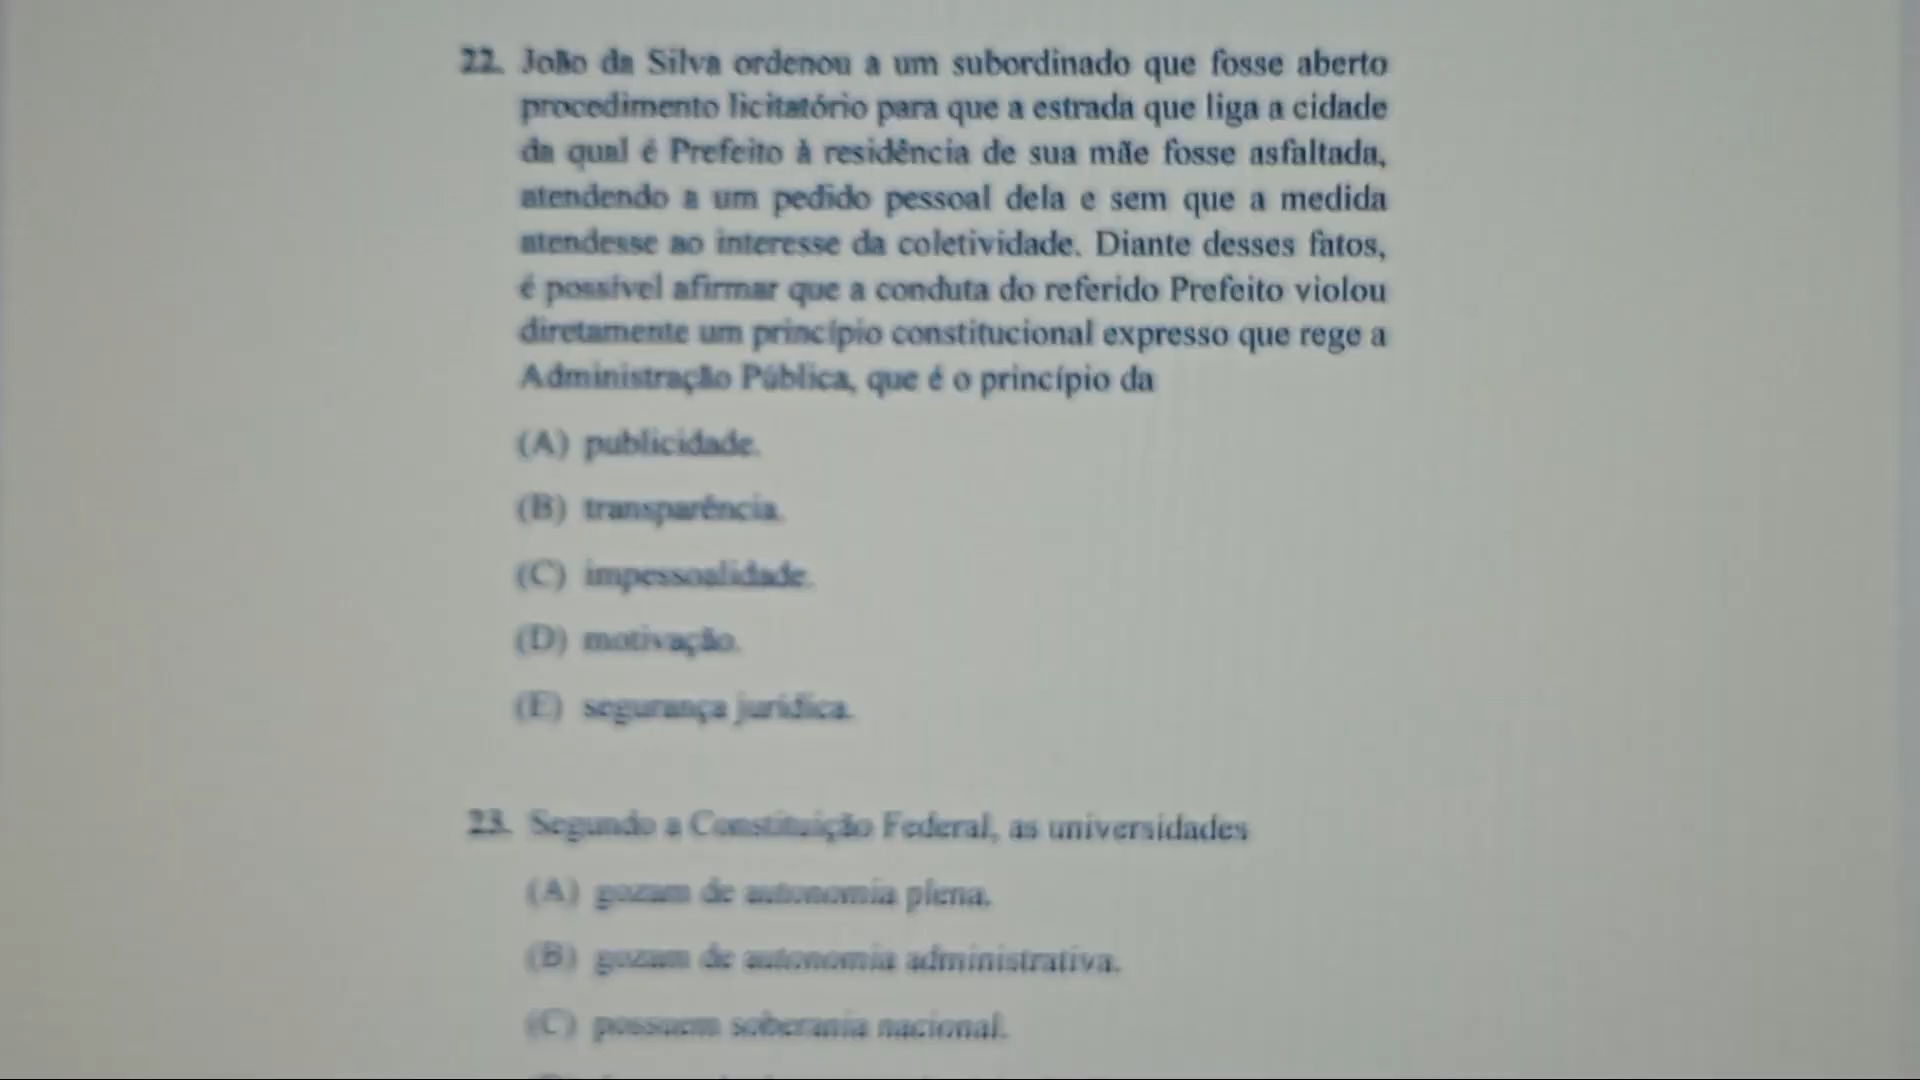 22. João da Silva ordenou a um subordinado que fosse aberto
procedimento licitatório para que a estrada que liga a cidade
da qual é Prefeito à residência de sua mãe fosse asfaltada,
atendendo a um pedido pessoal dela e sem que a medida
atendesse ao interesse da coletividade. Diante desses fatos,
é possível afirmar que a conduta do referido Prefeito violou
diretamente um princípio constitucional expresso que rege a
Administração Pública, que é o princípio da
(A) publicidade.
(B) transparência.
(C) impessoalidade.
(D) motivação.
(E) segurança jurídica.
23. Segundo a Constituição Federal, as universidades
(A) gozam de autonomia plena.
(B) gozam de autonomia administrativa.
(C) possuem soberania nacional.